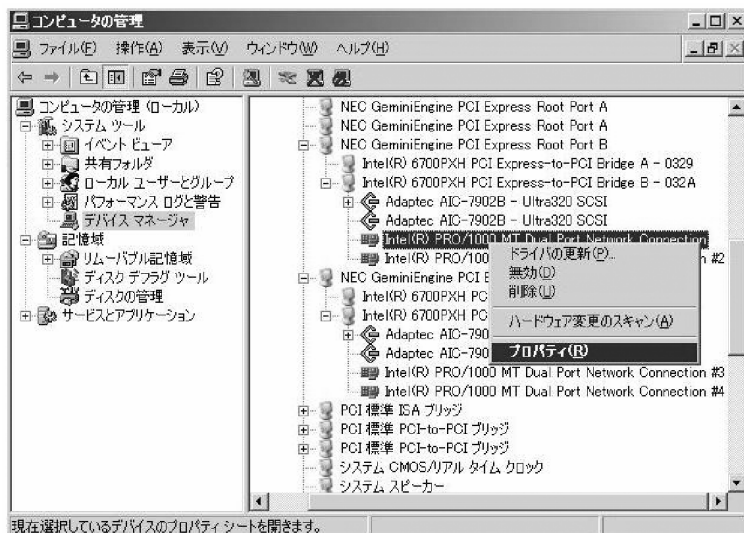 コンピュータの管理
ファイル(F) 操作(A) 表示(V) ウィンドウ(W) ヘルプ(H)
コンピュータの管理 (ローカル)
システム ツール
イベント ビューア
共有フォルダ
ローカル ユーザーとグループ
パフォーマンス ログと警告
デバイス マネージャ
記憶域
リムーバブル記憶域
ディスク デフラグ ツール
ディスクの管理
サービスとアプリケーション
NEC GeminiEngine PCI Express Root Port A
NEC GeminiEngine PCI Express Root Port A
NEC GeminiEngine PCI Express Root Port B
Intel(R) 6700PXH PCI Express-to-PCI Bridge A - 0329
Intel(R) 6700PXH PCI Express-to-PCI Bridge B - 032A
Adaptec AIC-7902B - Ultra320 SCSI
Adaptec AIC-7902B - Ultra320 SCSI
Intel(R) PRO/1000 MT Dual Port Network Connection
Intel(R) PRO/100 #2
NEC GeminiEngine PCI E
Intel(R) 6700PXH PC
Intel(R) 6700PXH PC
Adaptec AIC-790
Adaptec AIC-790
Intel(R) PRO/1000 MT Dual Port Network Connection #3
Intel(R) PRO/1000 MT Dual Port Network Connection #4
PCI 標準 ISA ブリッジ
PCI 標準 PCI-to-PCI ブリッジ
PCI 標準 PCI-to-PCI ブリッジ
システム CMOS/リアル タイム クロック
システム スピーカー
ドライバの更新(P)...
無効(D)
削除(U)
ハードウェア変更のスキャン(A)
プロパティ(R)
現在選択しているデバイスのプロパティ シートを開きます。